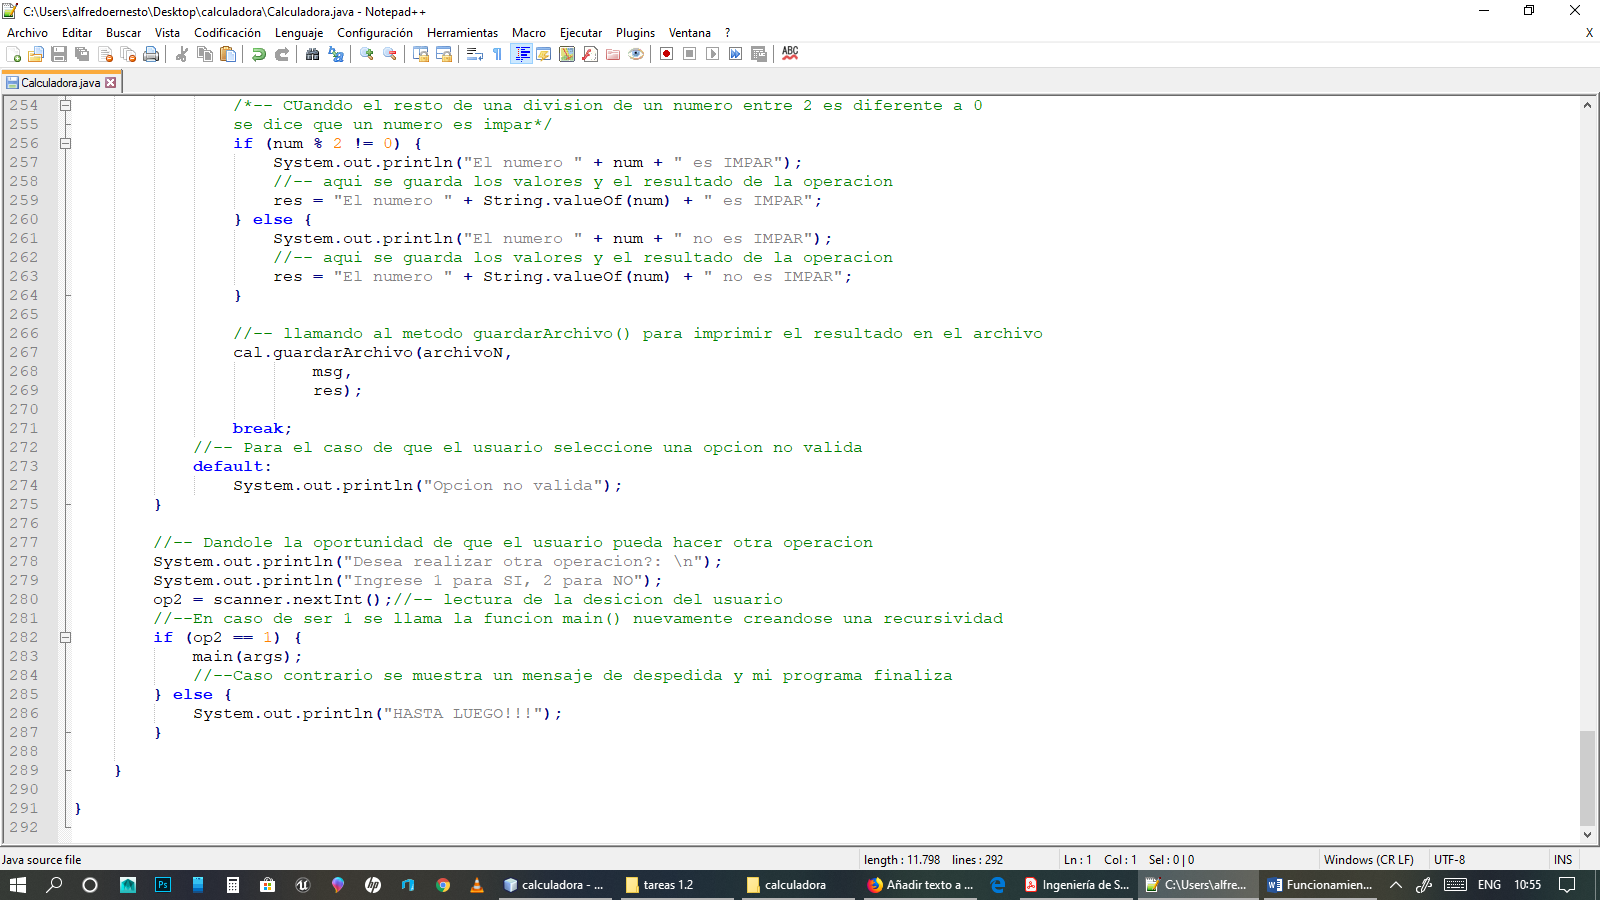 C:\Users\alfredoernesto\Desktop\calculadora\Calculadora.java - Notepad++
Archivo Editar Buscar Vista Codificación Lenguaje Configuración Herramientas Macro Ejecutar Plugins Ventana ? X
ABC
Calculadora.java
254 /*-- CUanddo el resto de una division de un numero entre 2 es diferente a 0
255 se dice que un numero es impar*/
256 if (num % 2 != 0) {
257 System.out.println("El numero " + num + " es IMPAR");
258 //-- aqui se guarda los valores y el resultado de la operacion
259 res = "El numero " + String.valueOf(num) + " es IMPAR";
260 } else {
261 System.out.println("El numero " + num + " no es IMPAR");
262 //-- aqui se guarda los valores y el resultado de la operacion
263 res = "El numero " + String.valueOf(num) + " no es IMPAR";
264 }
265
266 //-- llamando al metodo guardarArchivo() para imprimir el resultado en el archivo
267 cal.guardarArchivo(archivoN,
268 msg,
269 res);
270
271 break;
272 //-- Para el caso de que el usuario seleccione una opcion no valida
273 default:
274 System.out.println("Opcion no valida");
275 }
276
277 //-- Dandole la oportunidad de que el usuario pueda hacer otra operacion
278 System.out.println("Desea realizar otra operacion?: \n");
279 System.out.println("Ingrese 1 para SI, 2 para NO");
280 op2 = scanner.nextInt();//-- lectura de la desicion del usuario
281 //--En caso de ser 1 se llama la funcion main() nuevamente creandose una recursividad
282 if (op2 == 1) {
283 main(args);
284 //--Caso contrario se muestra un mensaje de despedida y mi programa finaliza
285 } else {
286 System.out.println("HASTA LUEGO!!!");
287 }
288
289 }
290
291 }
292
Java source file length : 11.798 lines : 292 Ln : 1 Col : 1 Sel : 0 | 0 Windows (CR LF) UTF-8 INS
Ps hp calculadora - ... tareas 1.2 calculadora Añadir texto a ... Ingeniería de S... C:\Users\alfre... Funcionamien... ENG 10:55